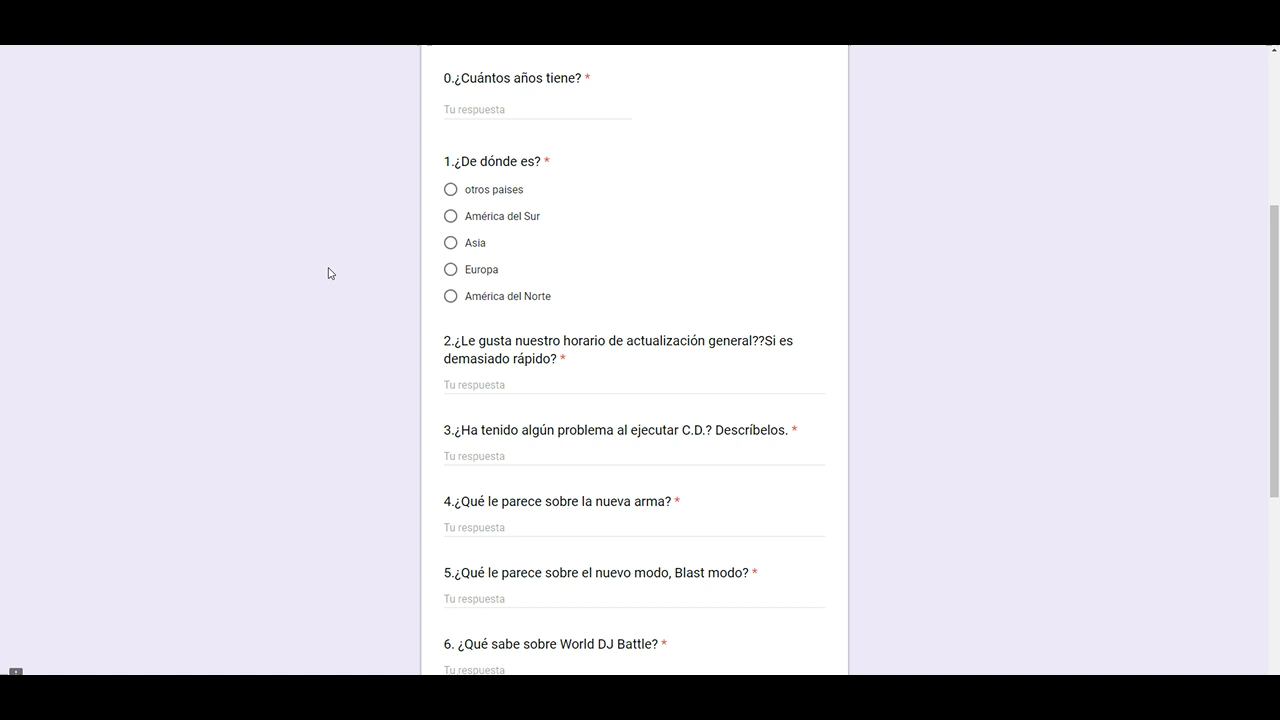 0.¿Cuántos años tiene? *
Tu respuesta
1.¿De dónde es? *
otros paises
América del Sur
Asia
Europa
América del Norte
2.¿Le gusta nuestro horario de actualización general??Si es
demasiado rápido? *
Tu respuesta
3.¿Ha tenido algún problema al ejecutar C.D.? Descríbelos. *
Tu respuesta
4.¿Qué le parece sobre la nueva arma? *
Tu respuesta
5.¿Qué le parece sobre el nuevo modo, Blast modo? *
Tu respuesta
6. ¿Qué sabe sobre World DJ Battle? *
Tu respuesta